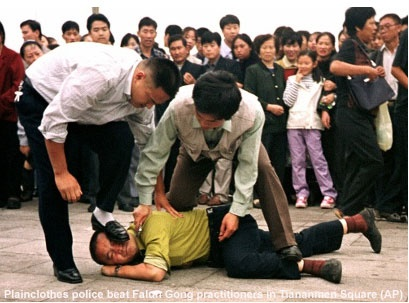 Plainclothes police beat Falun Gong practitioners in Tiananmen Square (AP)